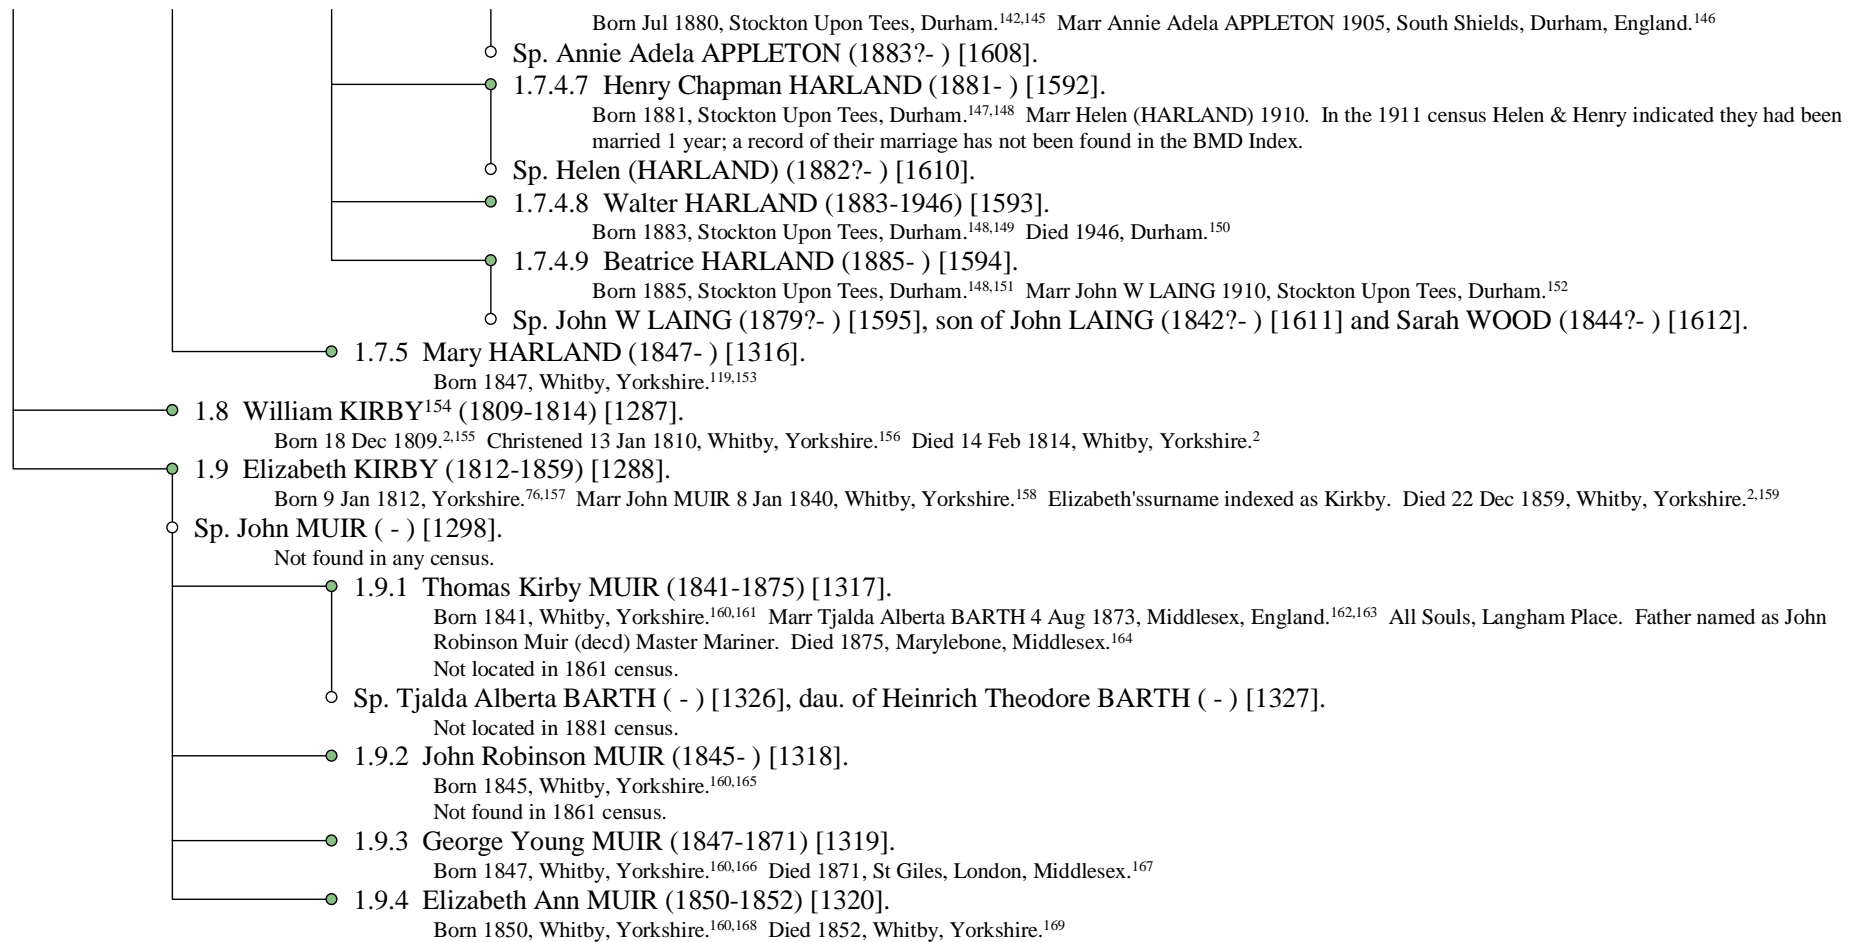 Born Jul 1880, Stockton Upon Tees, Durham.142,145 Marr Annie Adela APPLETON 1905, South Shields, Durham, England.146
Sp. Annie Adela APPLETON (1883?- ) [1608].
1.7.4.7 Henry Chapman HARLAND (1881- ) [1592].
Born 1881, Stockton Upon Tees, Durham.147,148 Marr Helen (HARLAND) 1910. In the 1911 census Helen & Henry indicated they had been
married 1 year; a record of their marriage has not been found in the BMD Index.
Sp. Helen (HARLAND) (1882?- ) [1610].
1.7.4.8 Walter HARLAND (1883-1946) [1593].
Born 1883, Stockton Upon Tees, Durham.148,149 Died 1946, Durham.150
1.7.4.9 Beatrice HARLAND (1885- ) [1594].
Born 1885, Stockton Upon Tees, Durham.148,151 Marr John W LAING 1910, Stockton Upon Tees, Durham.152
Sp. John W LAING (1879?- ) [1595], son of John LAING (1842?- ) [1611] and Sarah WOOD (1844?- ) [1612].
1.7.5 Mary HARLAND (1847- ) [1316].
Born 1847, Whitby, Yorkshire.119,153
1.8 William KIRBY154 (1809-1814) [1287].
Born 18 Dec 1809.2,155 Christened 13 Jan 1810, Whitby, Yorkshire.156 Died 14 Feb 1814, Whitby, Yorkshire.2
1.9 Elizabeth KIRBY (1812-1859) [1288].
Born 9 Jan 1812, Yorkshire.76,157 Marr John MUIR 8 Jan 1840, Whitby, Yorkshire.158 Elizabeth'ssurname indexed as Kirkby. Died 22 Dec 1859, Whitby, Yorkshire.2,159
Sp. John MUIR ( - ) [1298].
Not found in any census.
1.9.1 Thomas Kirby MUIR (1841-1875) [1317].
Born 1841, Whitby, Yorkshire.160,161 Marr Tjalda Alberta BARTH 4 Aug 1873, Middlesex, England.162,163 All Souls, Langham Place. Father named as John
Robinson Muir (decd) Master Mariner. Died 1875, Marylebone, Middlesex.164
Not located in 1861 census.
Sp. Tjalda Alberta BARTH ( - ) [1326], dau. of Heinrich Theodore BARTH ( - ) [1327].
Not located in 1881 census.
1.9.2 John Robinson MUIR (1845- ) [1318].
Born 1845, Whitby, Yorkshire.160,165
Not found in 1861 census.
1.9.3 George Young MUIR (1847-1871) [1319].
Born 1847, Whitby, Yorkshire.160,166 Died 1871, St Giles, London, Middlesex.167
1.9.4 Elizabeth Ann MUIR (1850-1852) [1320].
Born 1850, Whitby, Yorkshire.160,168 Died 1852, Whitby, Yorkshire.169